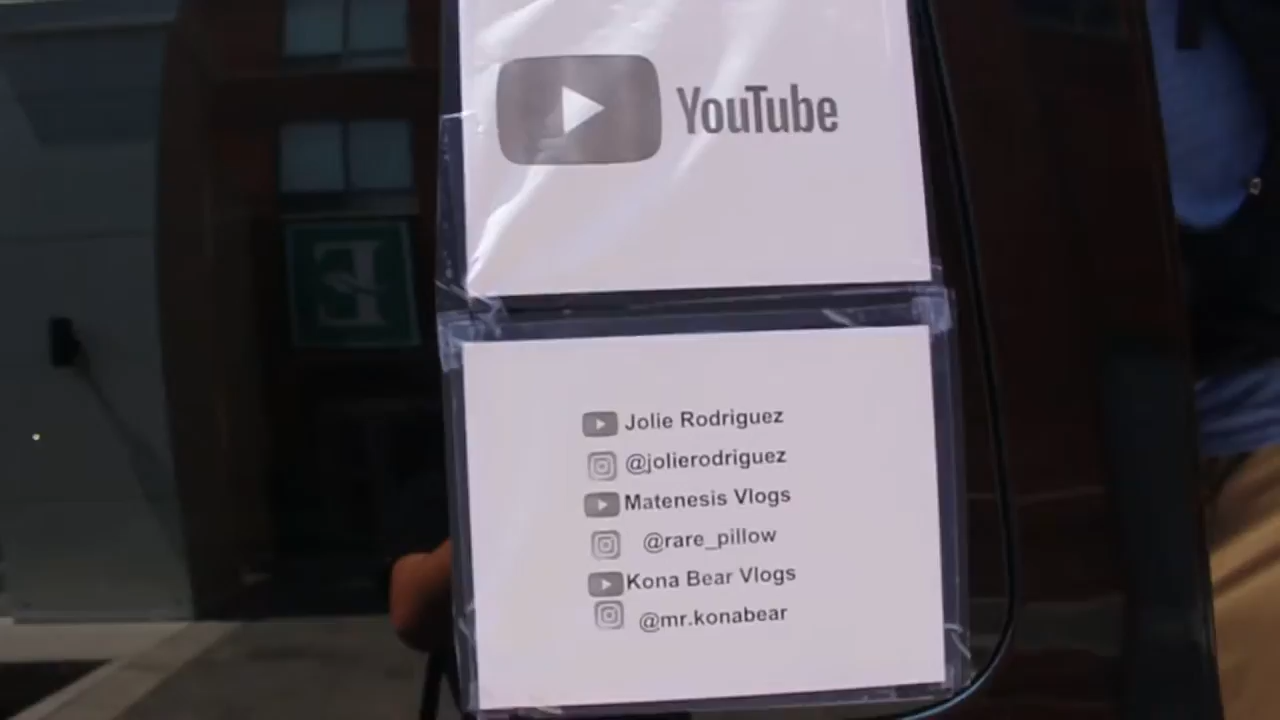 YouTube
Jolie Rodriguez
@jolierodriguez
Matenesis Vlogs
@rare_pillow
Kona Bear Vlogs
@mr.konabear